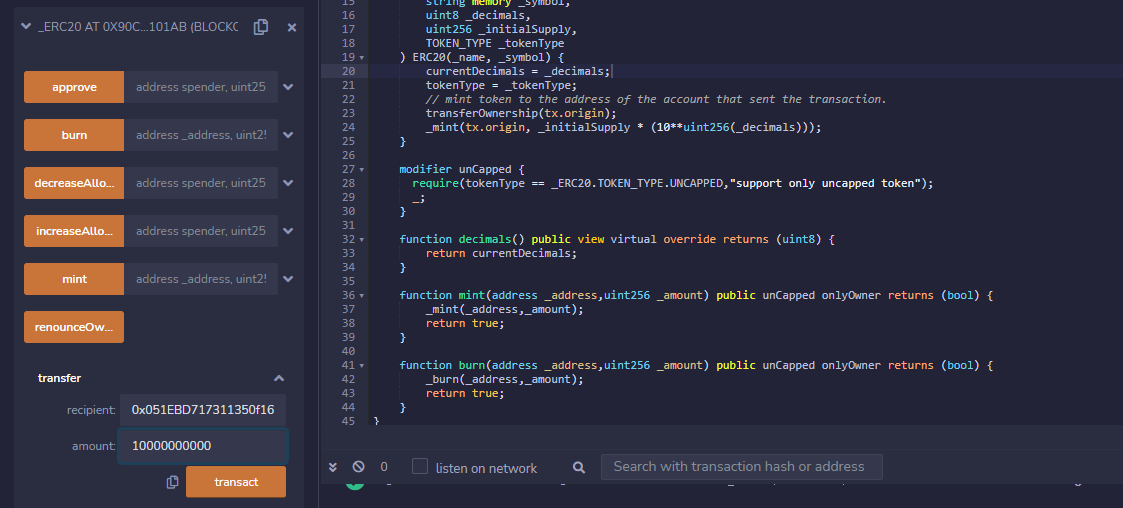 _ERC20 AT 0X90C...101AB (BLOCKC
approve
address spender, uint25
burn
address _address, uint2!
decreaseAllo...
address spender, uint25
increaseAllo...
address spender, uint25
mint
address _address, uint2!
renounceOw...
transfer
recipient:
0x051EBD717311350f16
amount:
10000000000
transact
15 string memory _symbol,
16 uint8 _decimals,
17 uint256 _initialSupply,
18 TOKEN_TYPE _tokenType
19 ) ERC20(_name, _symbol) {
20 currentDecimals = _decimals;
21 tokenType = _tokenType;
22 // mint token to the address of the account that sent the transaction.
23 transferOwnership(tx.origin);
24 _mint(tx.origin, _initialSupply * (10**uint256(_decimals)));
25 }
26
27 modifier unCapped {
28 require(tokenType == _ERC20.TOKEN_TYPE.UNCAPPED,"support only uncapped token");
29 _;
30 }
31
32 function decimals() public view virtual override returns (uint8) {
33 return currentDecimals;
34 }
35
36 function mint(address _address,uint256 _amount) public unCapped onlyOwner returns (bool) {
37 _mint(_address,_amount);
38 return true;
39 }
40
41 function burn(address _address,uint256 _amount) public unCapped onlyOwner returns (bool) {
42 _burn(_address,_amount);
43 return true;
44 }
45 }
0
listen on network
Search with transaction hash or address